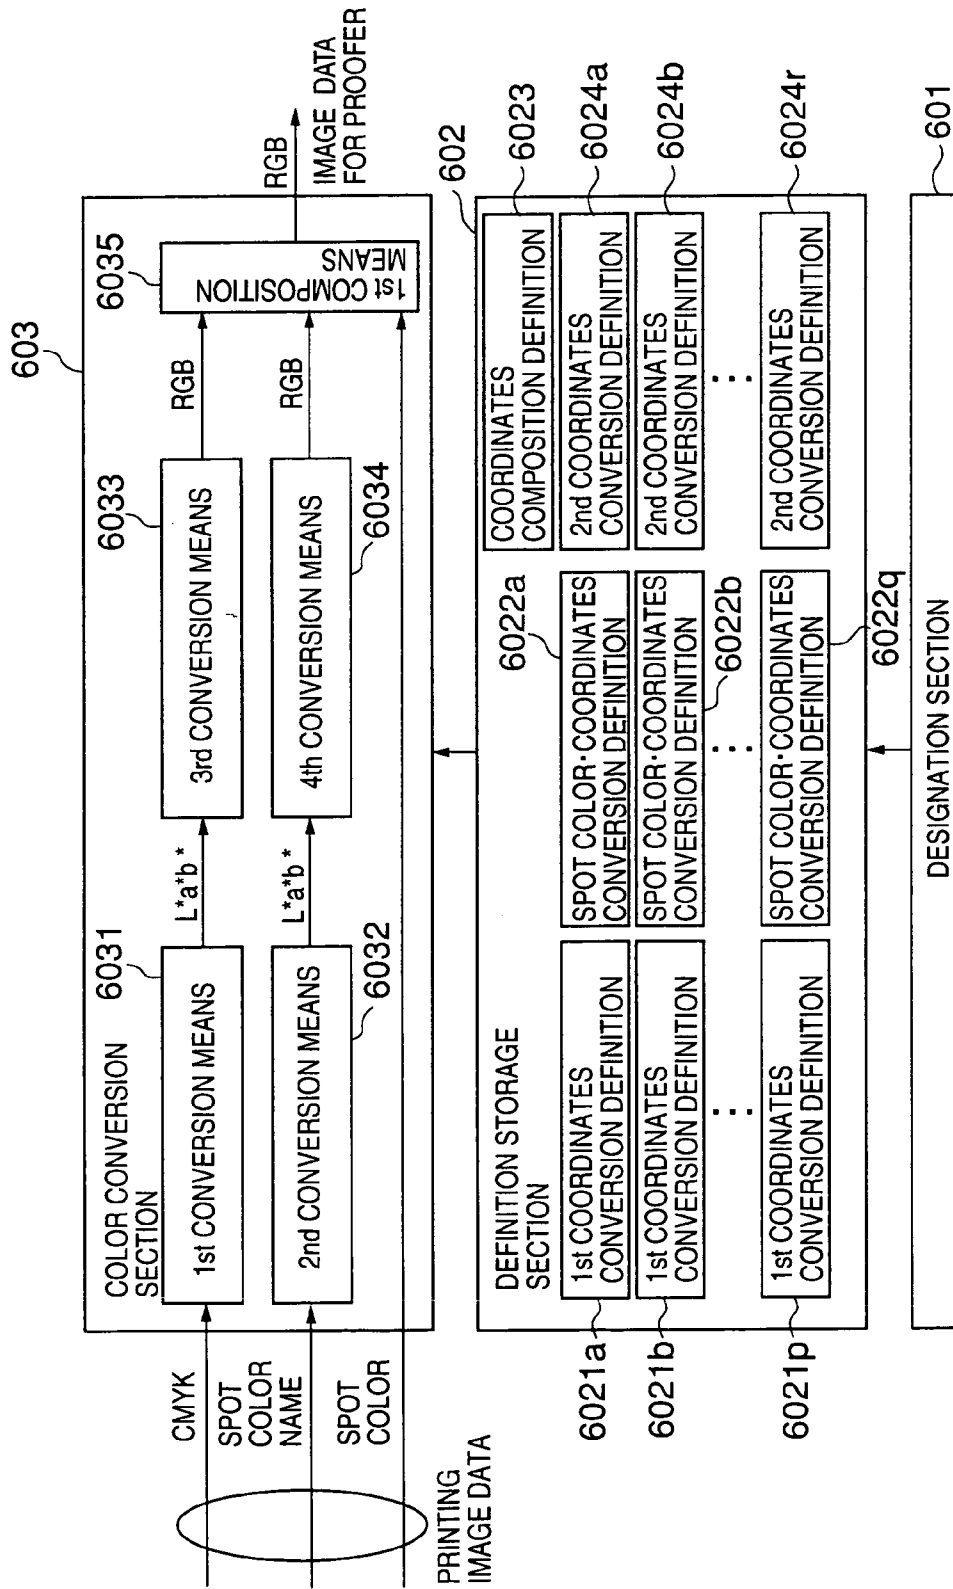 603
COLOR CONVERSION
SECTION
6031
6033
6035
CMYK
1st CONVERSION MEANS
L*a*b*
3rd CONVERSION MEANS
RGB
1st COMPOSITION
MEANS
RGB
IMAGE DATA
FOR PROOFER
SPOT
COLOR
NAME
2nd CONVERSION MEANS
L*a*b*
4th CONVERSION MEANS
RGB
6032
6034
SPOT
COLOR
PRINTING
IMAGE DATA
602
DEFINITION STORAGE
SECTION
COORDINATES
COMPOSITION DEFINITION
6023
6022a
6021a
1st COORDINATES
CONVERSION DEFINITION
SPOT COLOR·COORDINATES
CONVERSION DEFINITION
2nd COORDINATES
CONVERSION DEFINITION
6024a
6021b
1st COORDINATES
CONVERSION DEFINITION
SPOT COLOR·COORDINATES
CONVERSION DEFINITION
2nd COORDINATES
CONVERSION DEFINITION
6024b
6022b
...
...
...
6021p
1st COORDINATES
CONVERSION DEFINITION
SPOT COLOR·COORDINATES
CONVERSION DEFINITION
2nd COORDINATES
CONVERSION DEFINITION
6024r
6022q
DESIGNATION SECTION
601